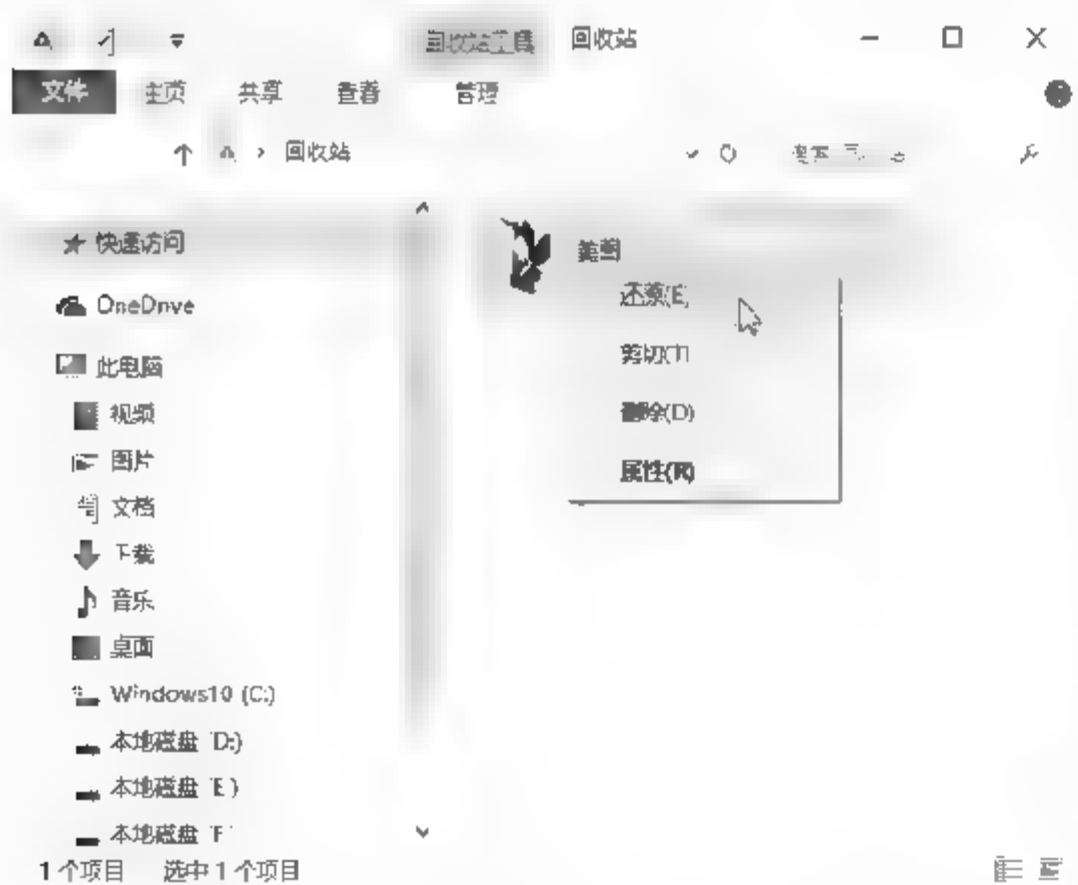 回收站工具 回收站
文件 主页 共享 查看 管理
回收站
快速访问
OneDrive
此电脑
视频
图片
文档
下载
音乐
桌面
Windows10 (C:)
本地磁盘 (D:)
本地磁盘 (E:)
本地磁盘 (F:)
还原(E)
剪切(T)
删除(D)
属性(R)
1个项目 选中1个项目